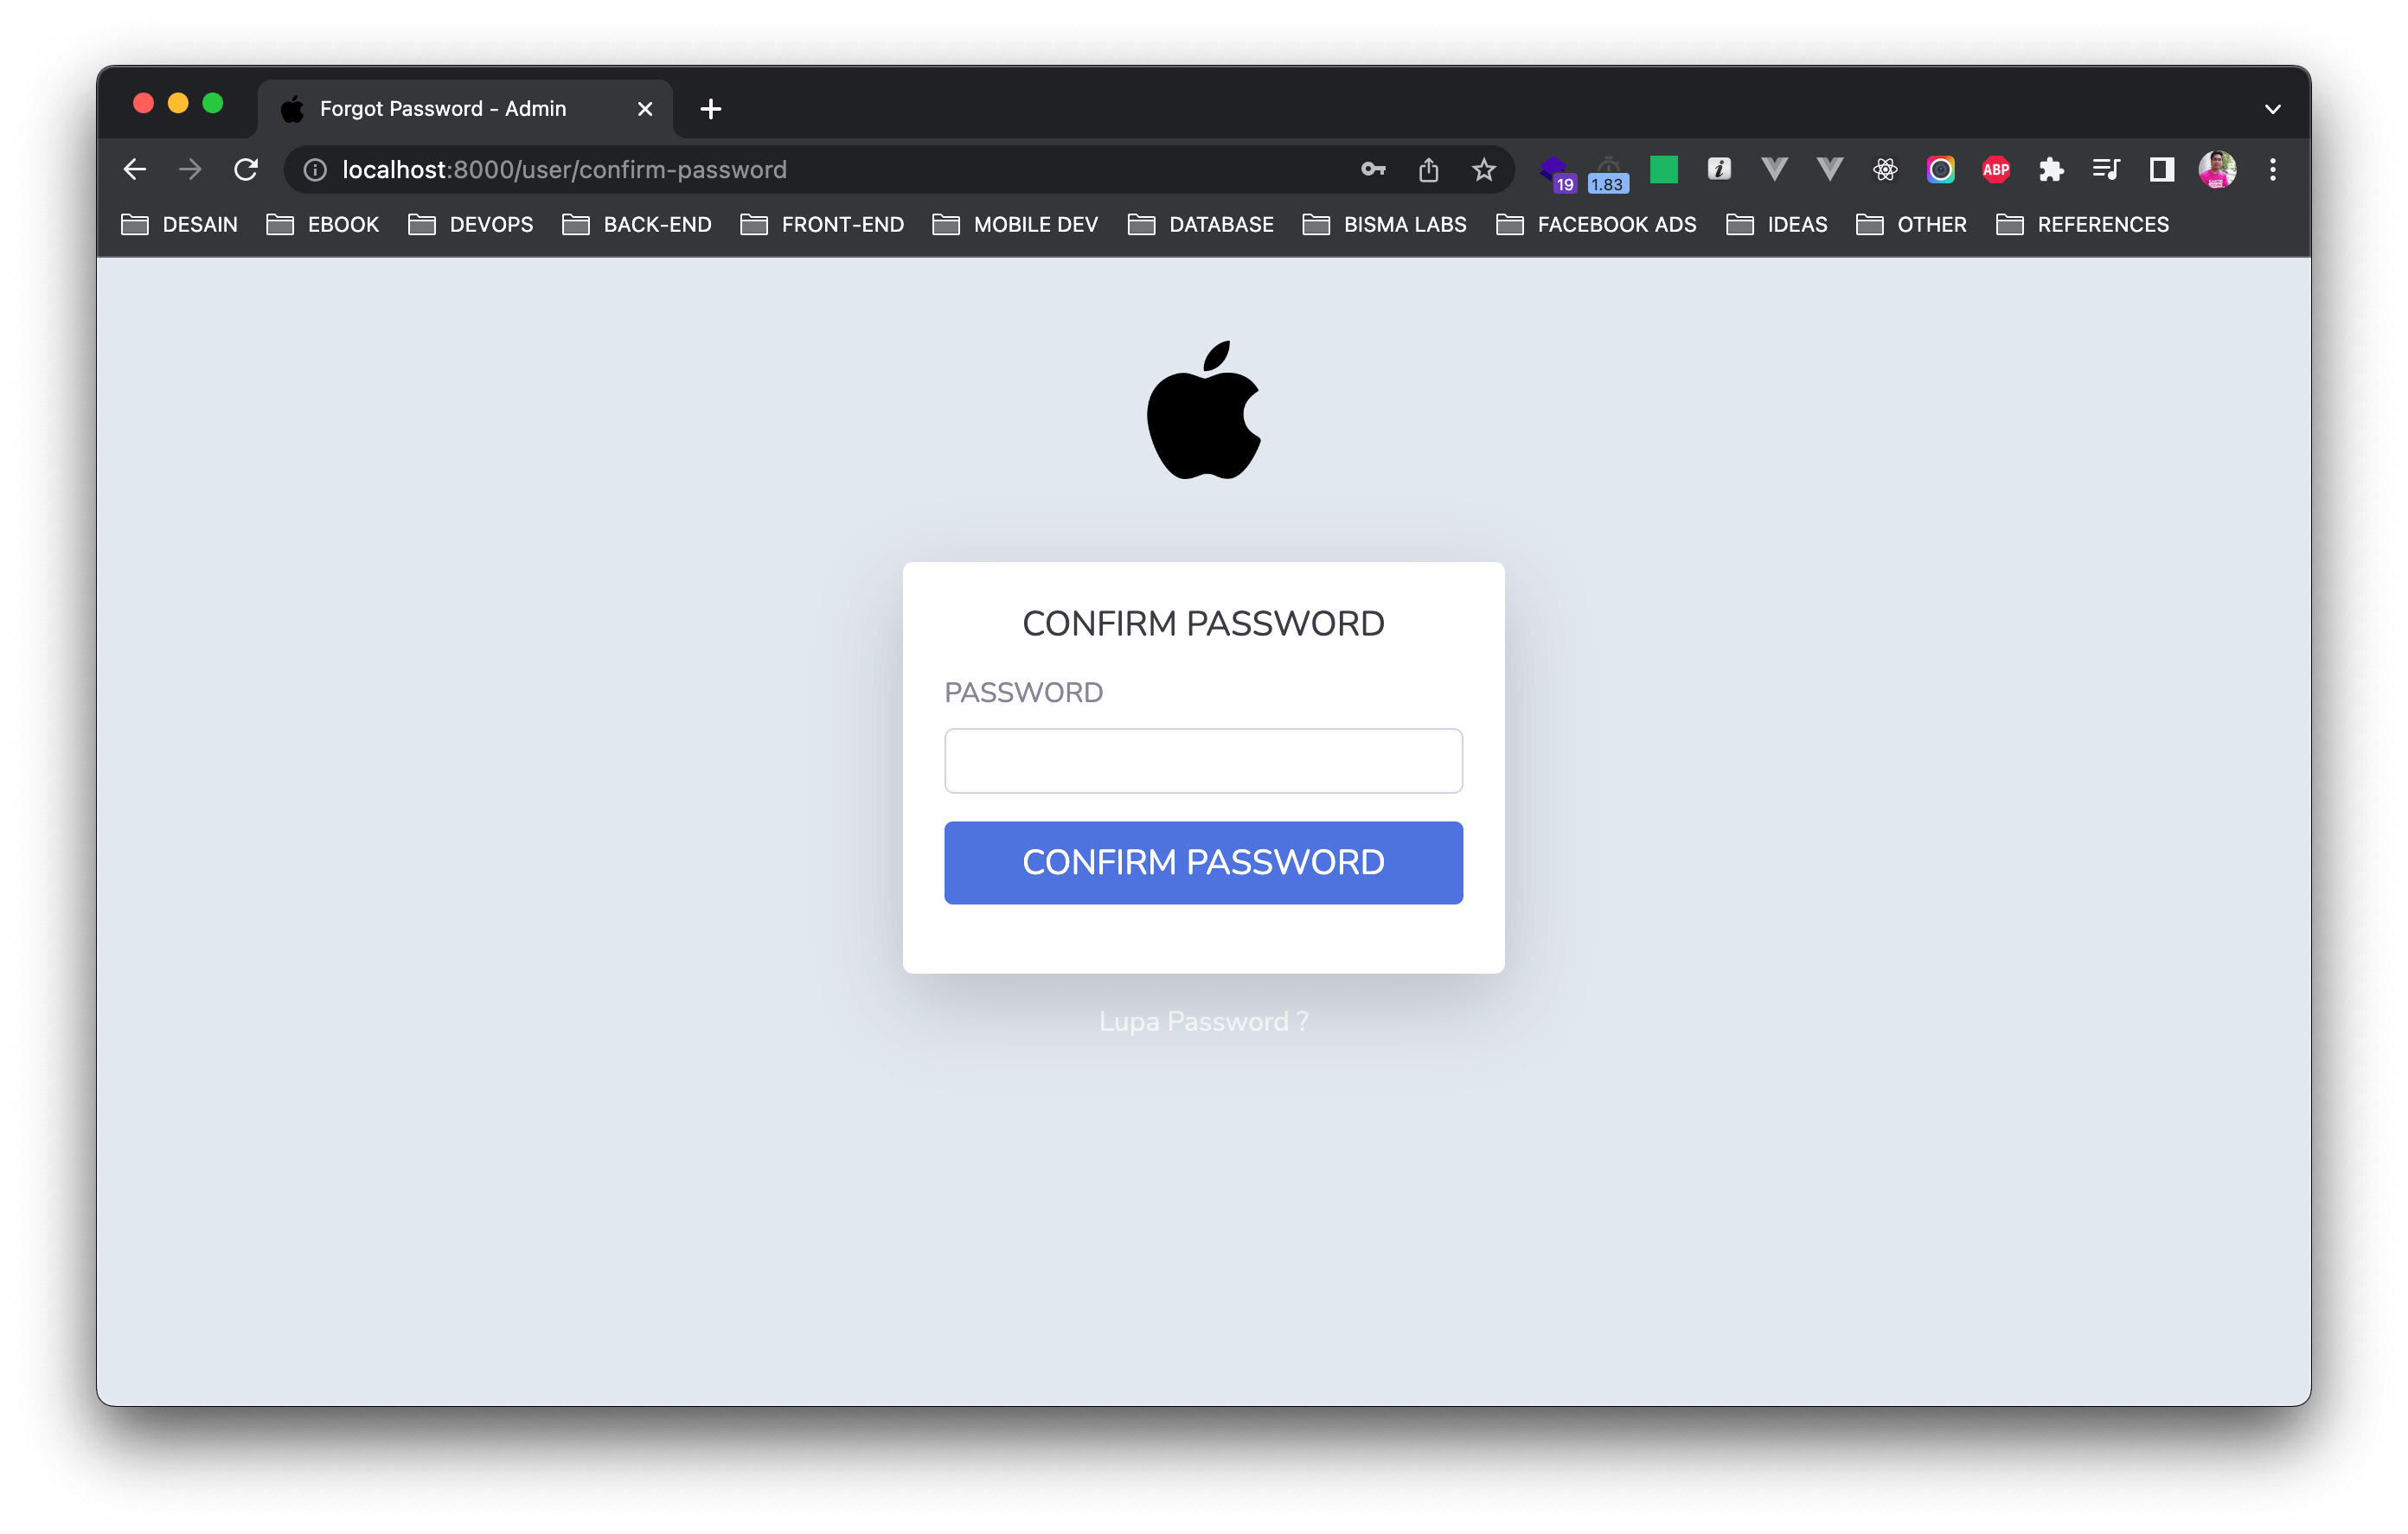 Forgot Password - Admin
localhost:8000/user/confirm-password
19
1.83
ABP
DESAIN EBOOK DEVOPS BACK-END FRONT-END MOBILE DEV DATABASE BISMA LABS FACEBOOK ADS IDEAS OTHER REFERENCES
CONFIRM PASSWORD
PASSWORD
CONFIRM PASSWORD
Lupa Password ?